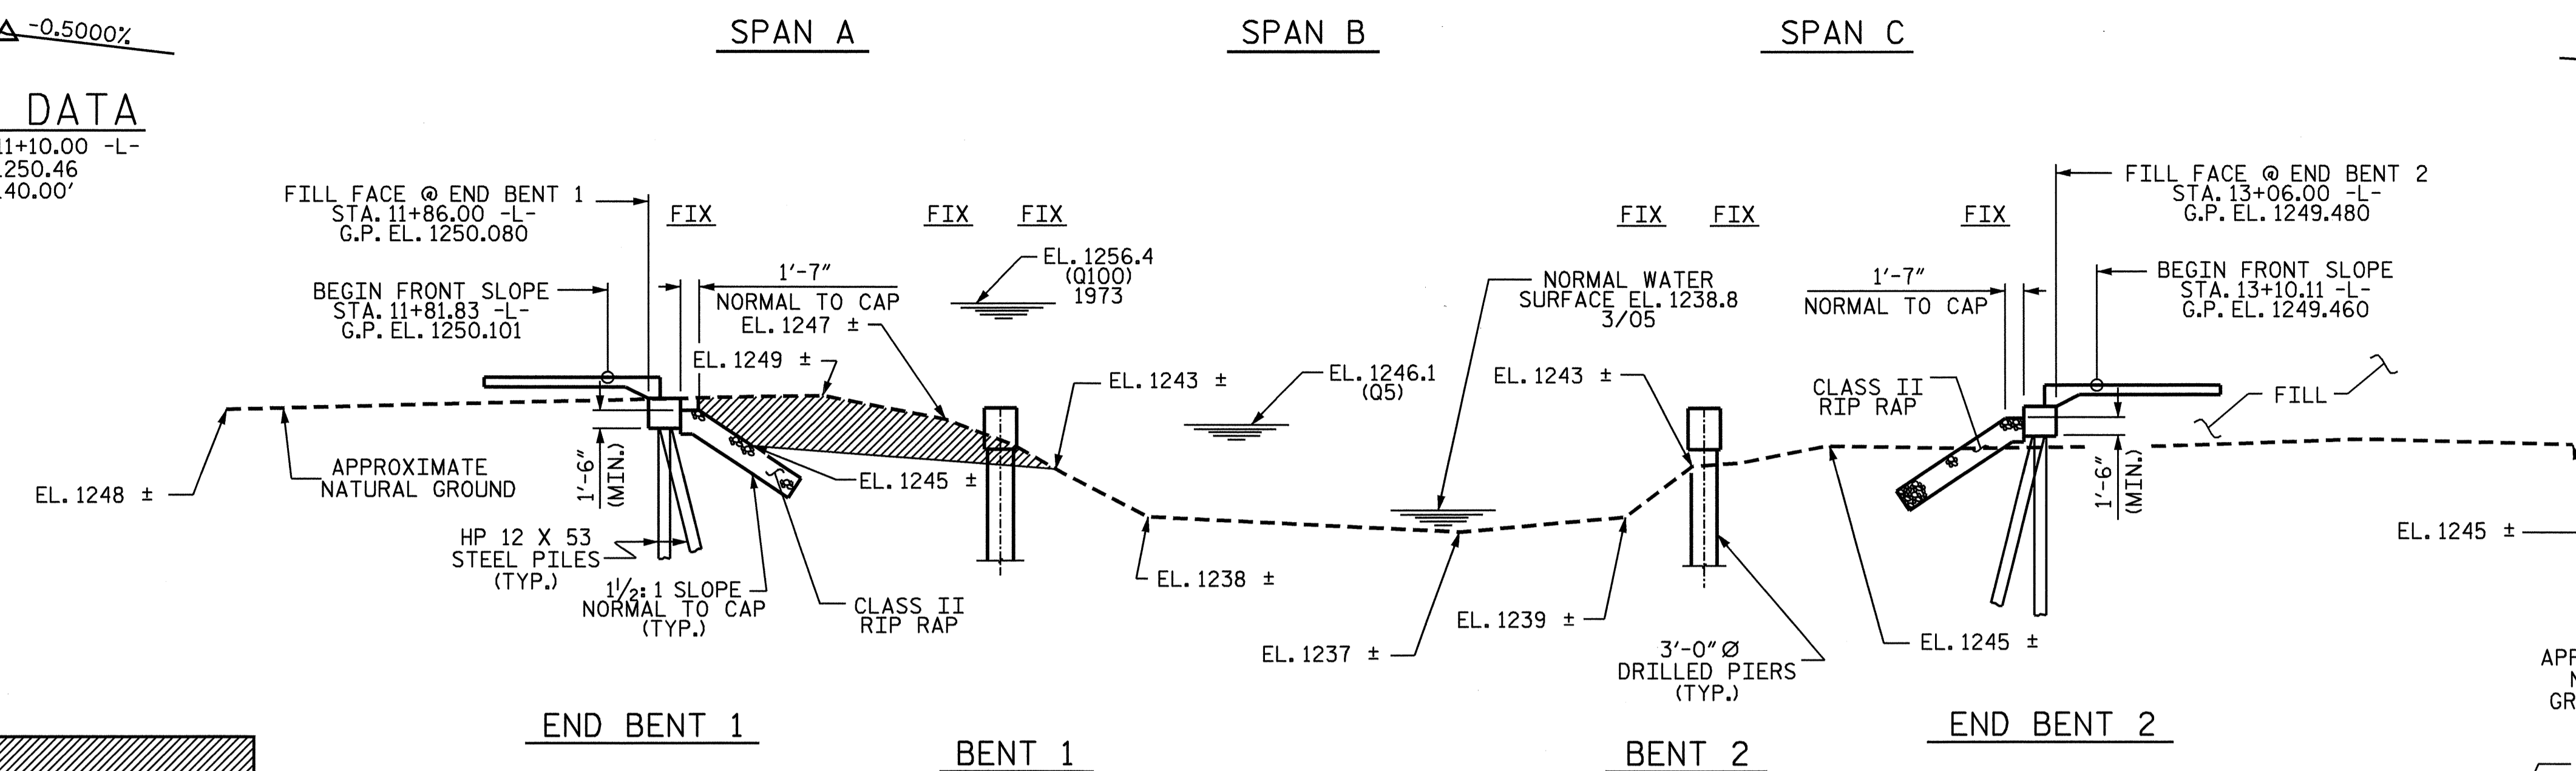 -0.5000%
SPAN A
SPAN B
SPAN C
DATA
11+10.00 -L-
1250.46
140.00'
FILL FACE @ END BENT 1
STA. 11+86.00 -L-
G.P. EL. 1250.080
FIX
FIX
FIX
FIX
FIX
FIX
FILL FACE @ END BENT 2
STA. 13+06.00 -L-
G.P. EL. 1249.480
BEGIN FRONT SLOPE
STA. 11+81.83 -L-
G.P. EL. 1250.101
1'-7"
NORMAL TO CAP
EL. 1247 ±
EL. 1249 ±
EL. 1256.4
(Q100)
1973
EL. 1243 ±
EL. 1246.1
(Q5)
NORMAL WATER
SURFACE EL. 1238.8
3/05
EL. 1243 ±
1'-7"
NORMAL TO CAP
BEGIN FRONT SLOPE
STA. 13+10.11 -L-
G.P. EL. 1249.460
CLASS II
RIP RAP
FILL
EL. 1248 ±
APPROXIMATE
NATURAL GROUND
1'-6"
(MIN.)
EL. 1245 ±
1'-6"
(MIN.)
EL. 1245 ±
HP 12 X 53
STEEL PILES
(TYP.)
1 1/2:1 SLOPE
NORMAL TO CAP
(TYP.)
CLASS II
RIP RAP
EL. 1238 ±
EL. 1237 ±
EL. 1239 ±
3'-0" Ø
DRILLED PIERS
(TYP.)
EL. 1245 ±
APP
N
GR
END BENT 1
BENT 1
BENT 2
END BENT 2